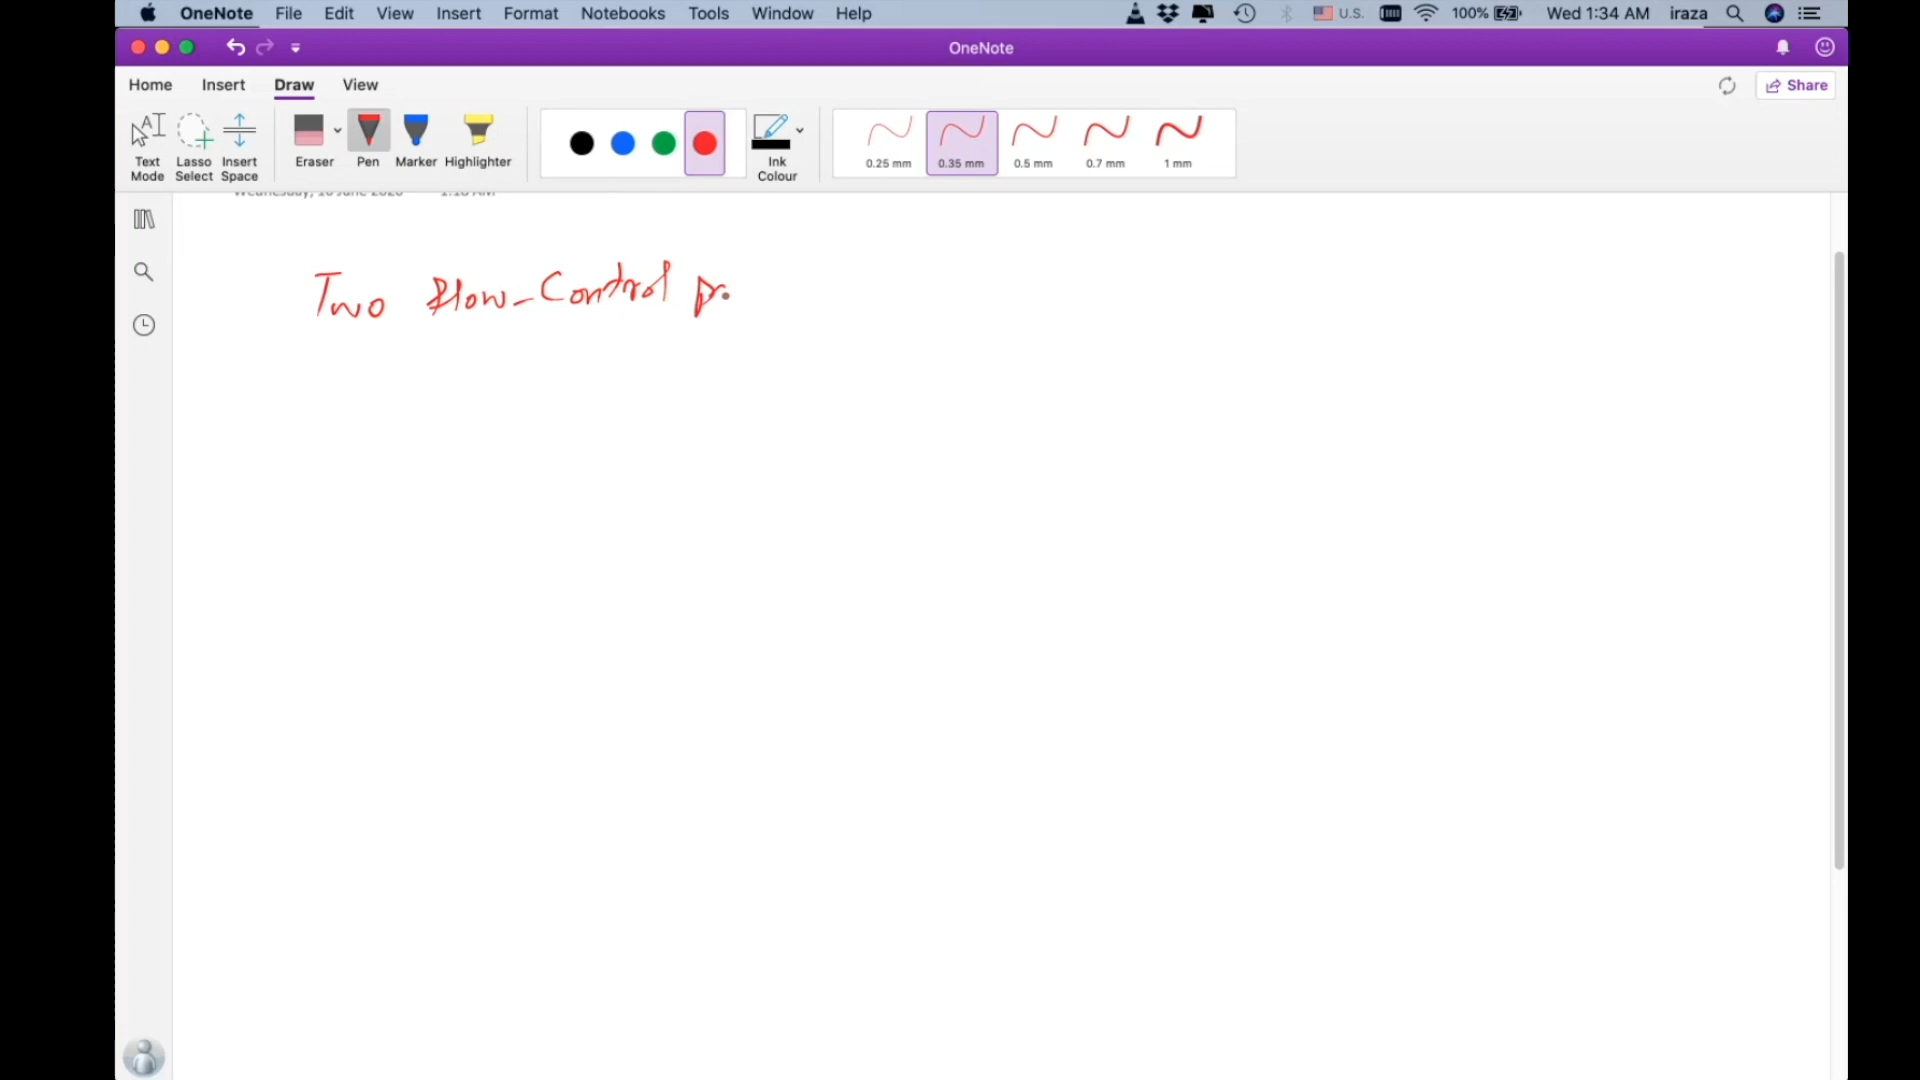 OneNote File Edit View Insert Format Notebooks Tools Window Help U.S. 100% Wed 1:34 AM iraza
OneNote
Home Insert Draw View Share
Text Mode Lasso Select Insert Space Eraser Pen Marker Highlighter Ink Colour 0.25 mm 0.35 mm 0.5 mm 0.7 mm 1 mm
Two Flow-Control pr